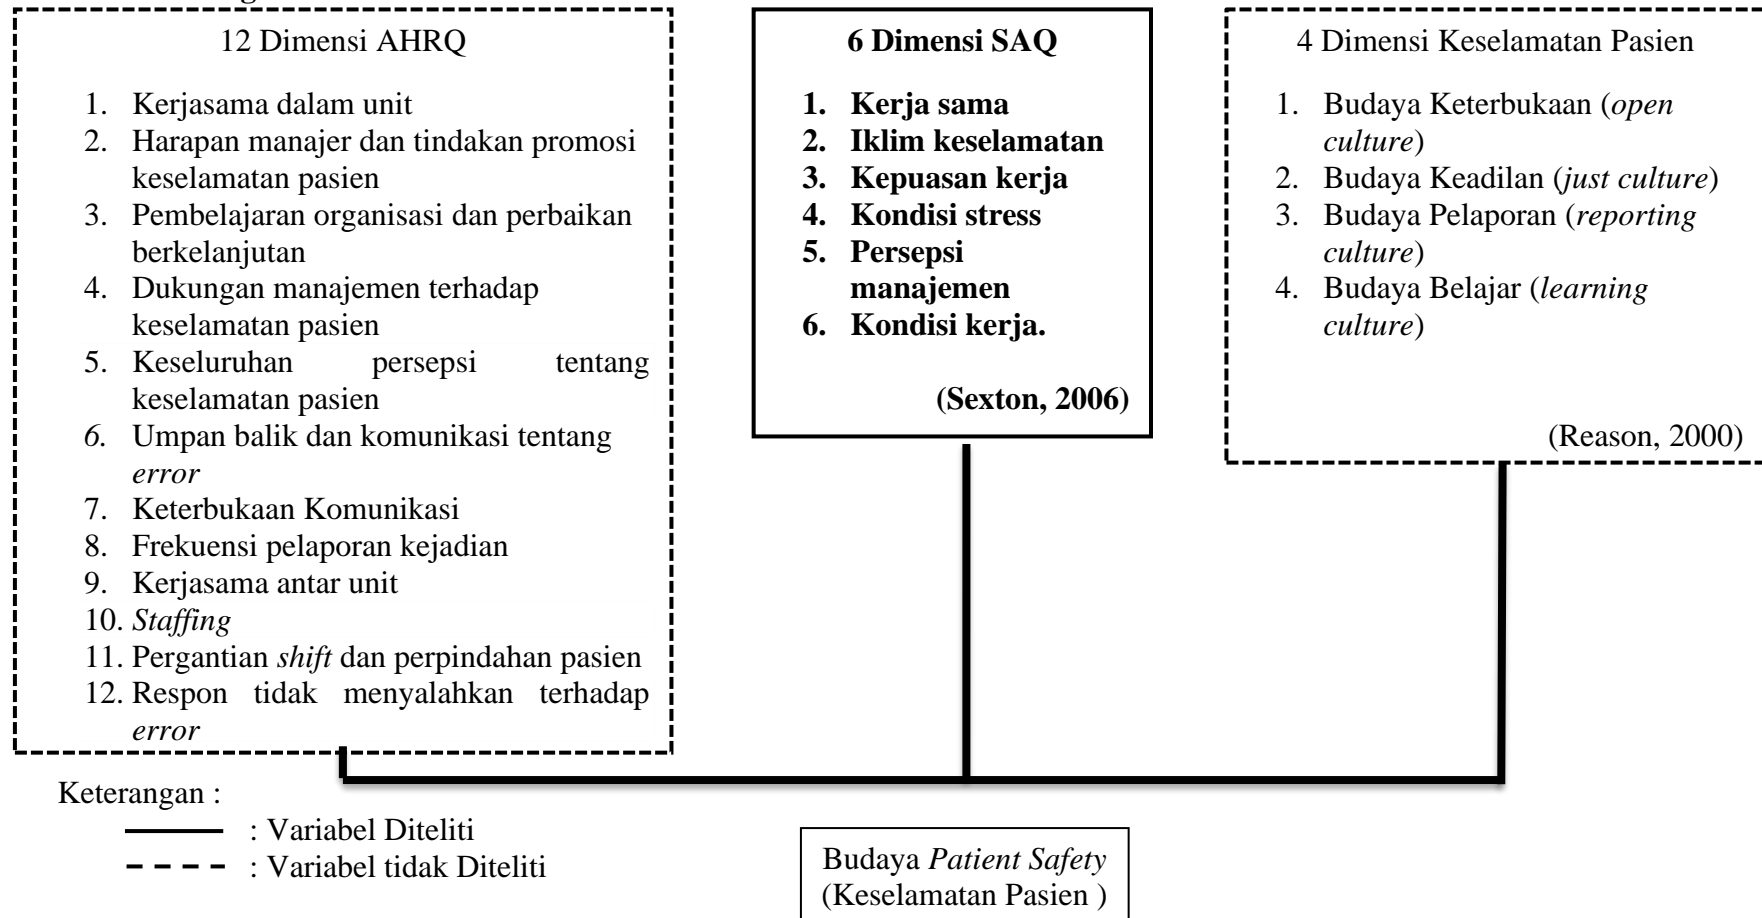 12 Dimensi AHRQ
1. Kerjasama dalam unit
2. Harapan manajer dan tindakan promosi
keselamatan pasien
3. Pembelajaran organisasi dan perbaikan
berkelanjutan
4. Dukungan manajemen terhadap
keselamatan pasien
5. Keseluruhan persepsi tentang
keselamatan pasien
6. Umpan balik dan komunikasi tentang
error
7. Keterbukaan Komunikasi
8. Frekuensi pelaporan kejadian
9. Kerjasama antar unit
10. Staffing
11. Pergantian shift dan perpindahan pasien
12. Respon tidak menyalahkan terhadap
error
6 Dimensi SAQ
1. Kerja sama
2. Iklim keselamatan
3. Kepuasan kerja
4. Kondisi stress
5. Persepsi
manajemen
6. Kondisi kerja.
(Sexton, 2006)
4 Dimensi Keselamatan Pasien
1. Budaya Keterbukaan (open
culture)
2. Budaya Keadilan (just culture)
3. Budaya Pelaporan (reporting
culture)
4. Budaya Belajar (learning
culture)
(Reason, 2000)
Keterangan :
: Variabel Diteliti
: Variabel tidak Diteliti
Budaya Patient Safety
(Keselamatan Pasien )